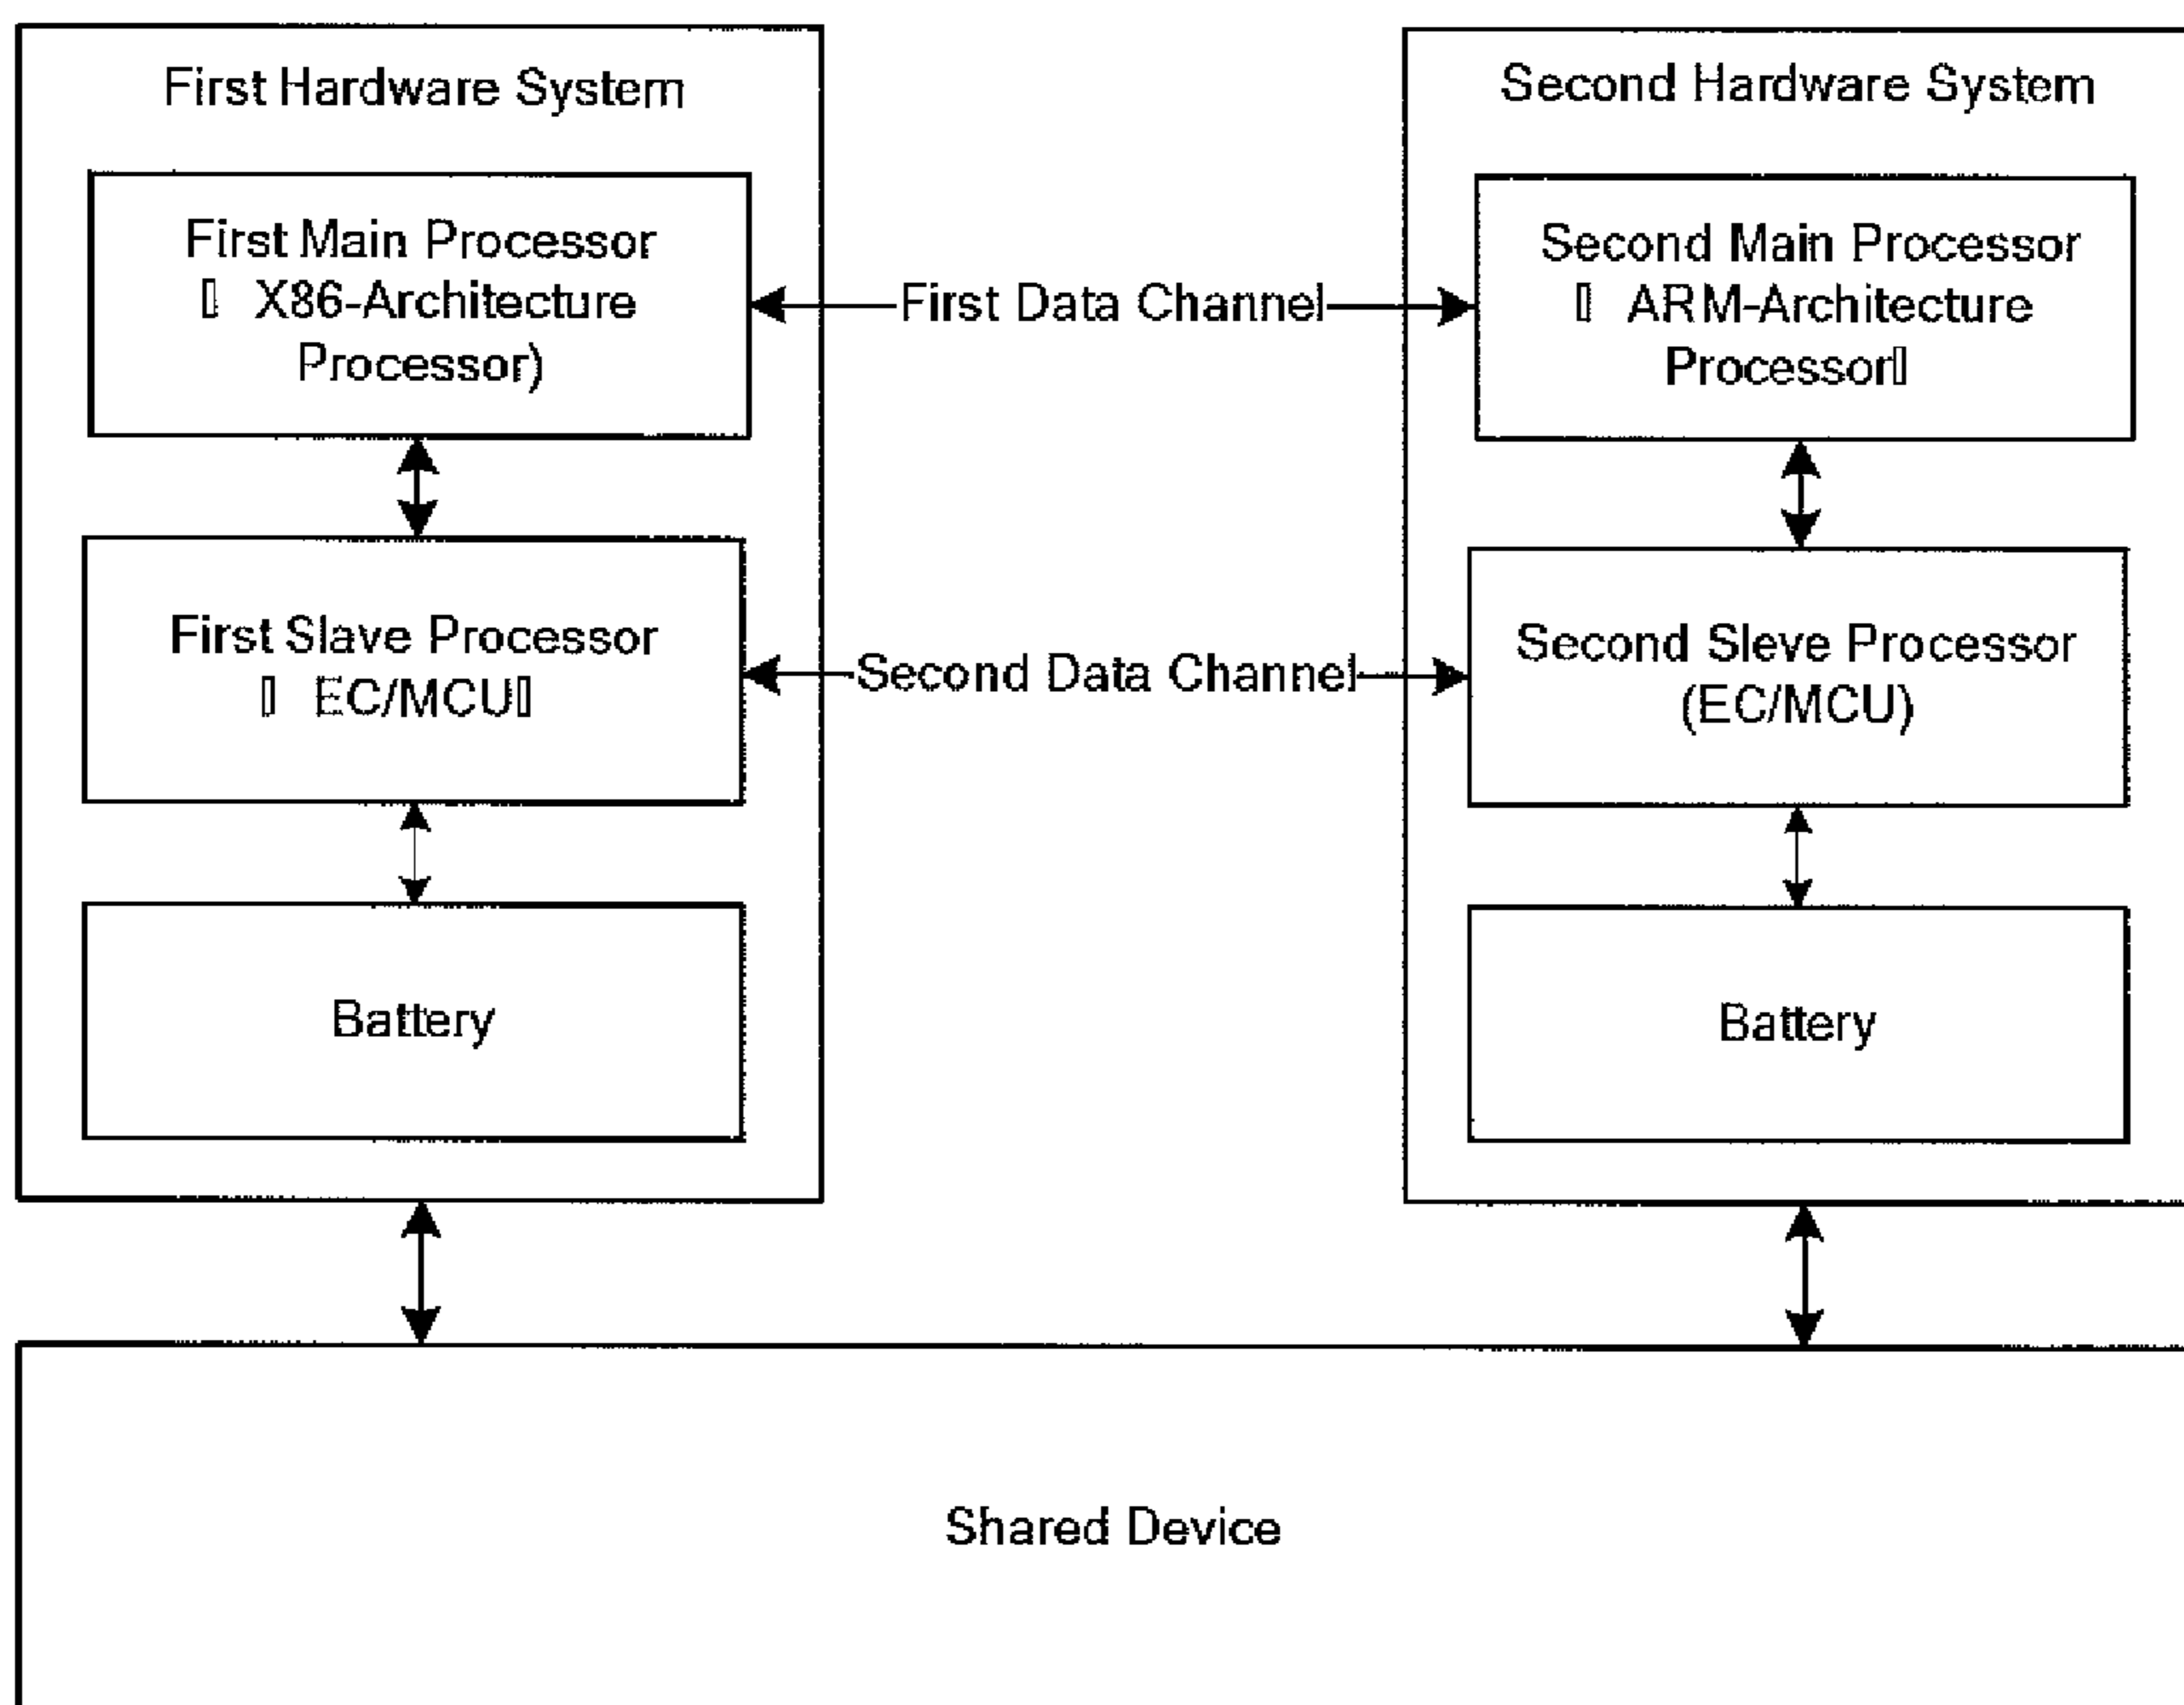 First Hardware System
First Main Processor
▯ X86-Architecture
Processor)
First Slave Processor
▯ EC/MCU▯
Battery
First Data Channel
Second Data Channel
Second Hardware System
Second Main Processor
▯ ARM-Architecture
Processor▯
Second Sleve Processor
(EC/MCU)
Battery
Shared Device